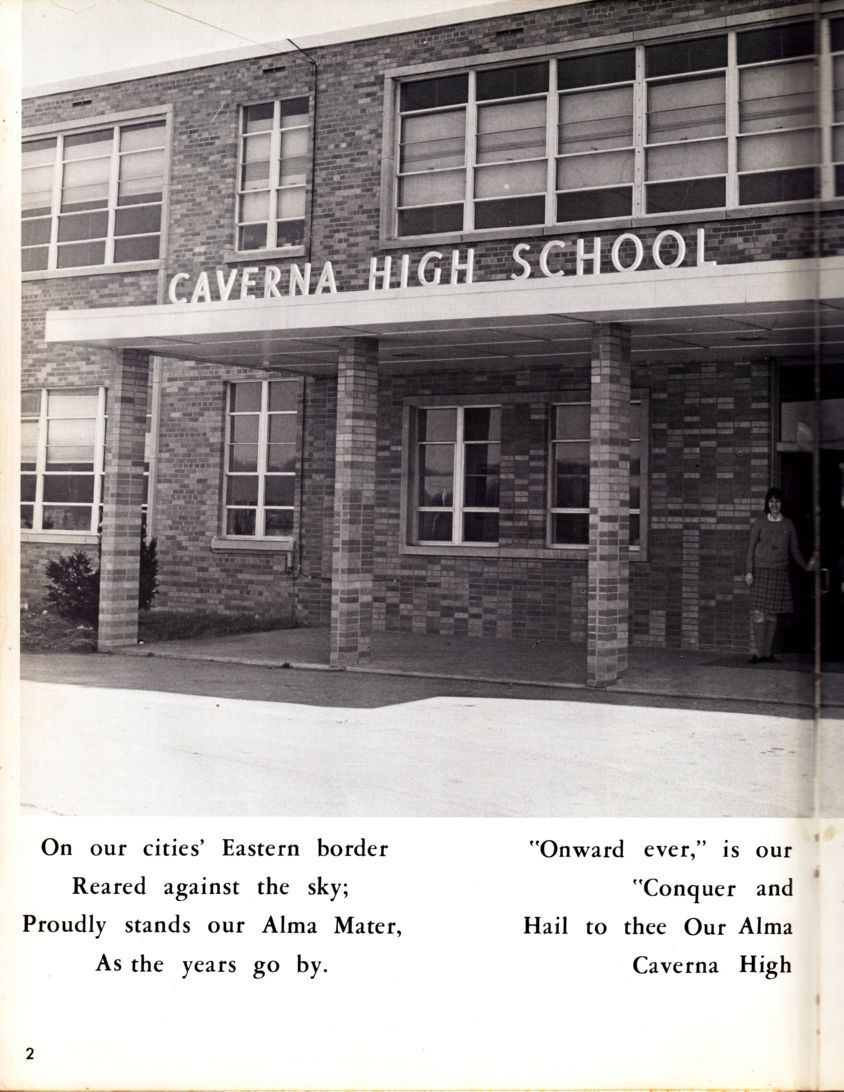 CAVERNA HIGH SCHOOL
On our cities' Eastern border
Reared against the sky;
Proudly stands our Alma Mater,
As the years go by.
"Onward ever," is our
"Conquer and
Hail to thee Our Alma
Caverna High
2